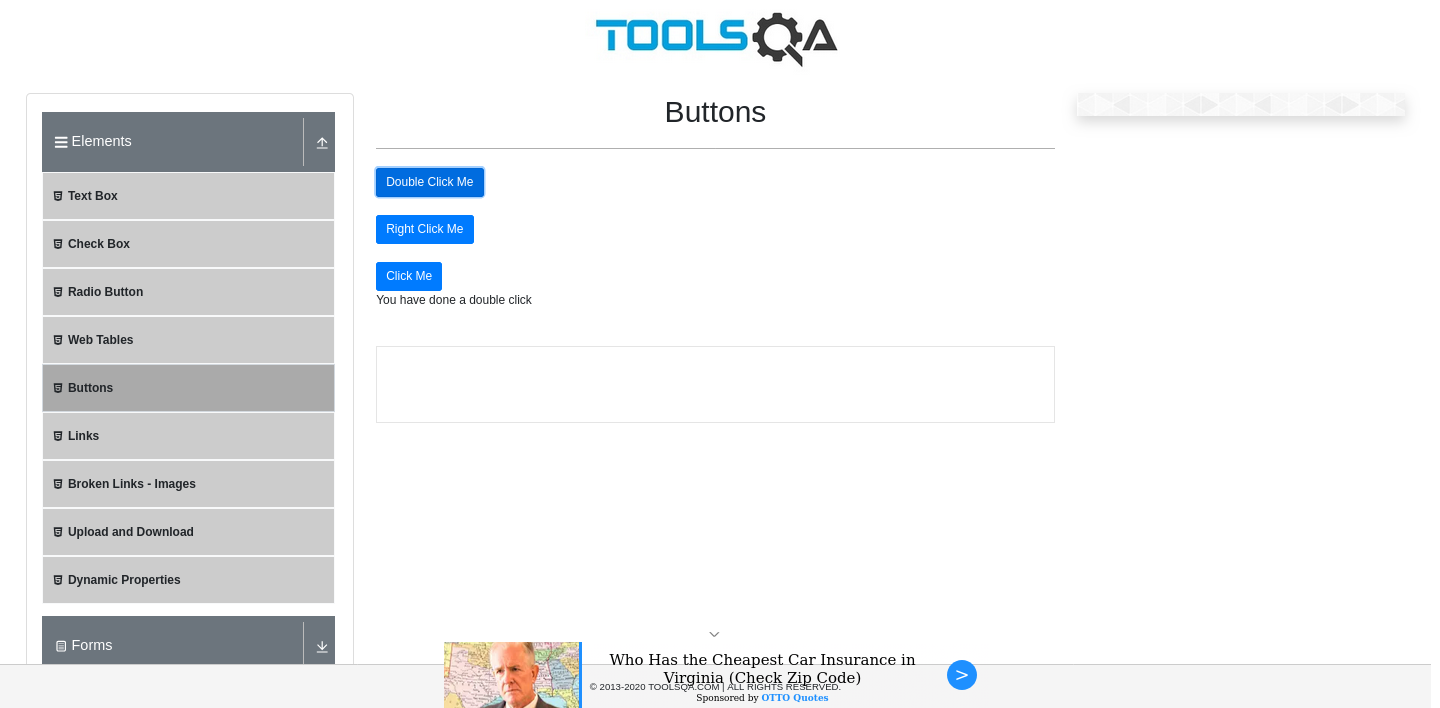 TOOLSQA
Elements
Text Box
Check Box
Radio Button
Web Tables
Buttons
Links
Broken Links - Images
Upload and Download
Dynamic Properties
Forms
Buttons
Double Click Me
Right Click Me
Click Me
You have done a double click
Who Has the Cheapest Car Insurance in
Virginia (Check Zip Code)
© 2013-2020 TOOLSQA.COM | ALL RIGHTS RESERVED.
Sponsored by OTTO Quotes